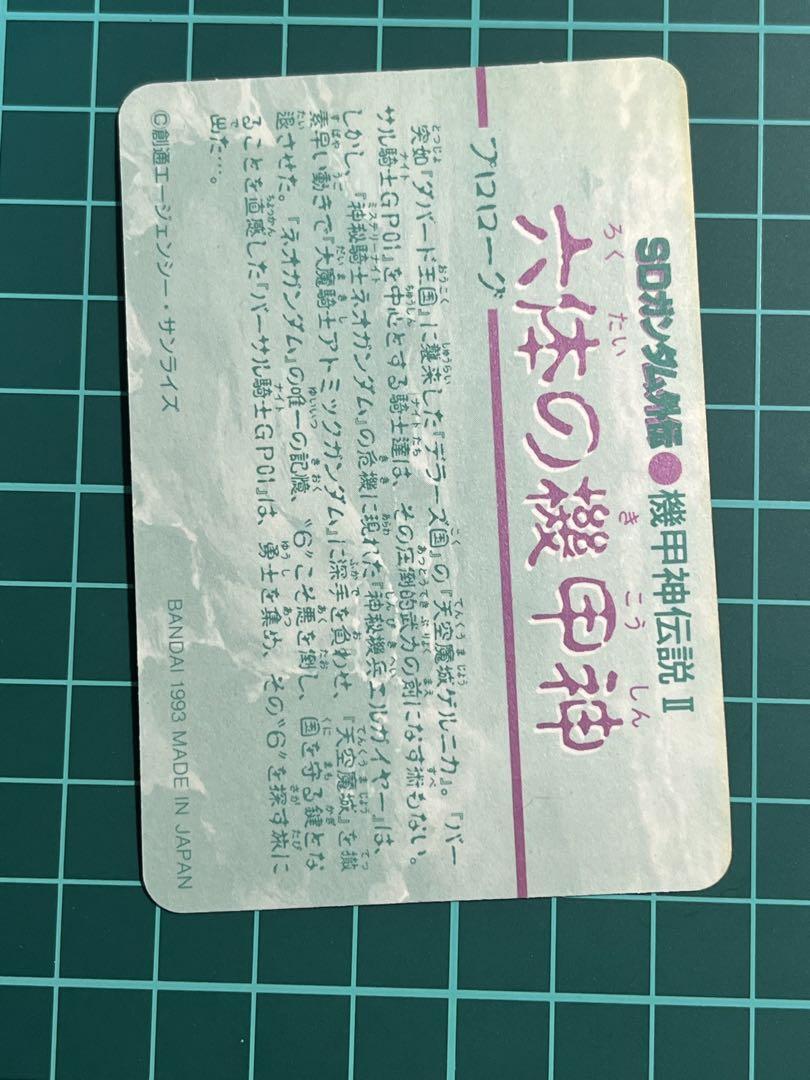 SDガンダム外伝●機甲神伝説Ⅱ
六体の機甲神
プロローグ
突如『ダバード王国』に襲来した『デラーズ国』の『天空魔城ゲルニカ』。『バー
サル騎士GP01』を中心とする騎士達は、その圧倒的武力の前になす術もない。
しかし、『神秘騎士ネオガンダム』の危機に現れた『神秘機兵エルガイヤー』は、
素早い動きで『大魔騎士アトミックガンダム』に深手を負わせ、『天空魔城』を撤
退させた。『ネオガンダム』の唯一の記憶、“6”こそ悪を倒し、国を守る鍵とな
ることを直感した『バーサル騎士GP01』は、勇士を集め、その“6”を探す旅に
出た…。
©創通エージェンシー・サンライズ
BANDAI 1993 MADE IN JAPAN